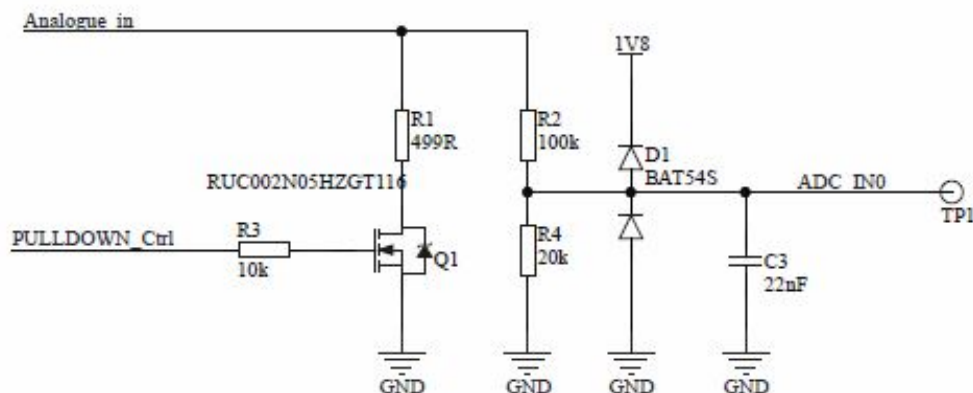 Analogue_in
1V8
R1
499R
R2
100k
D1
BAT54S
RUC002N05HZGT116
ADC_IN0
TP1
PULLDOWN_Ctrl
R3
10k
Q1
R4
20k
C3
22nF
GND
GND
GND
GND